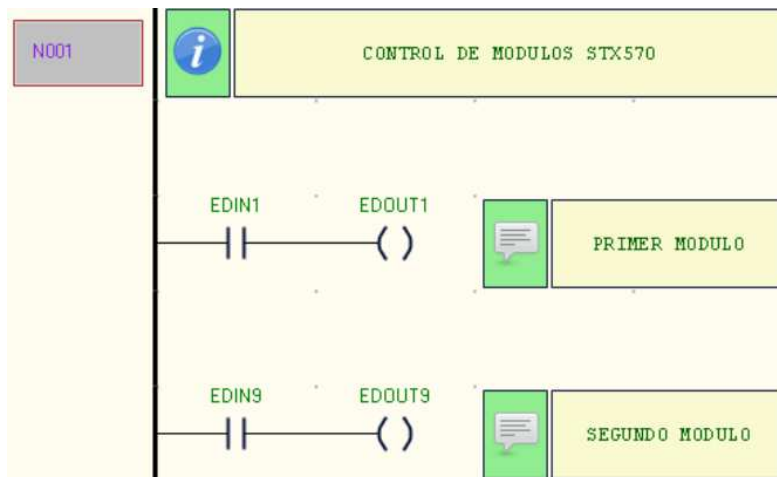 N001
CONTROL DE MODULOS STX570
EDIN1 EDOUT1
PRIMER MODULO
EDIN9 EDOUT9
SEGUNDO MODULO